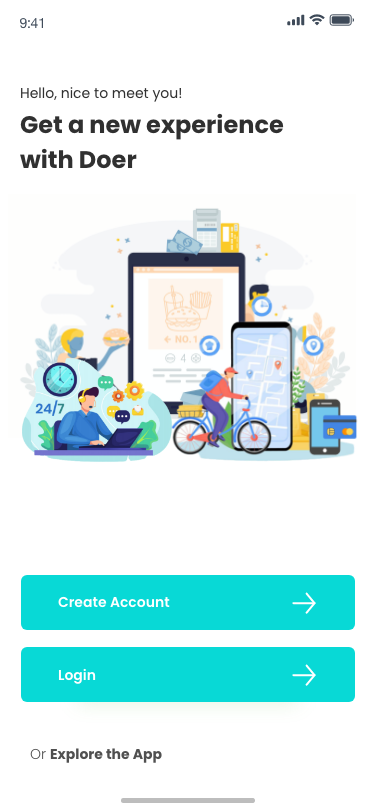 9:41
Hello, nice to meet you!
Get a new experience
with Doer
NO. 1
4
24/7
Create Account
Login
Or Explore the App